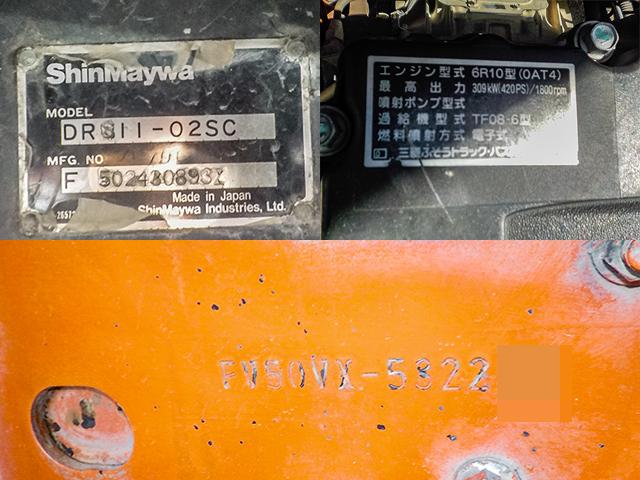 ShinMaywa
MODEL
DR311-02SC
MFG. NO
F 502430893X
Made in Japan
ShinMaywa Industries, Ltd.
エンジン型式 6R10型(0AT4)
最高出力 309kW(420PS)/1800rpm
噴射ポンプ型式
過給機型式 TF08-6型
燃料噴射方式 電子式
三菱ふそうトラック・バス
FV50VX-5322